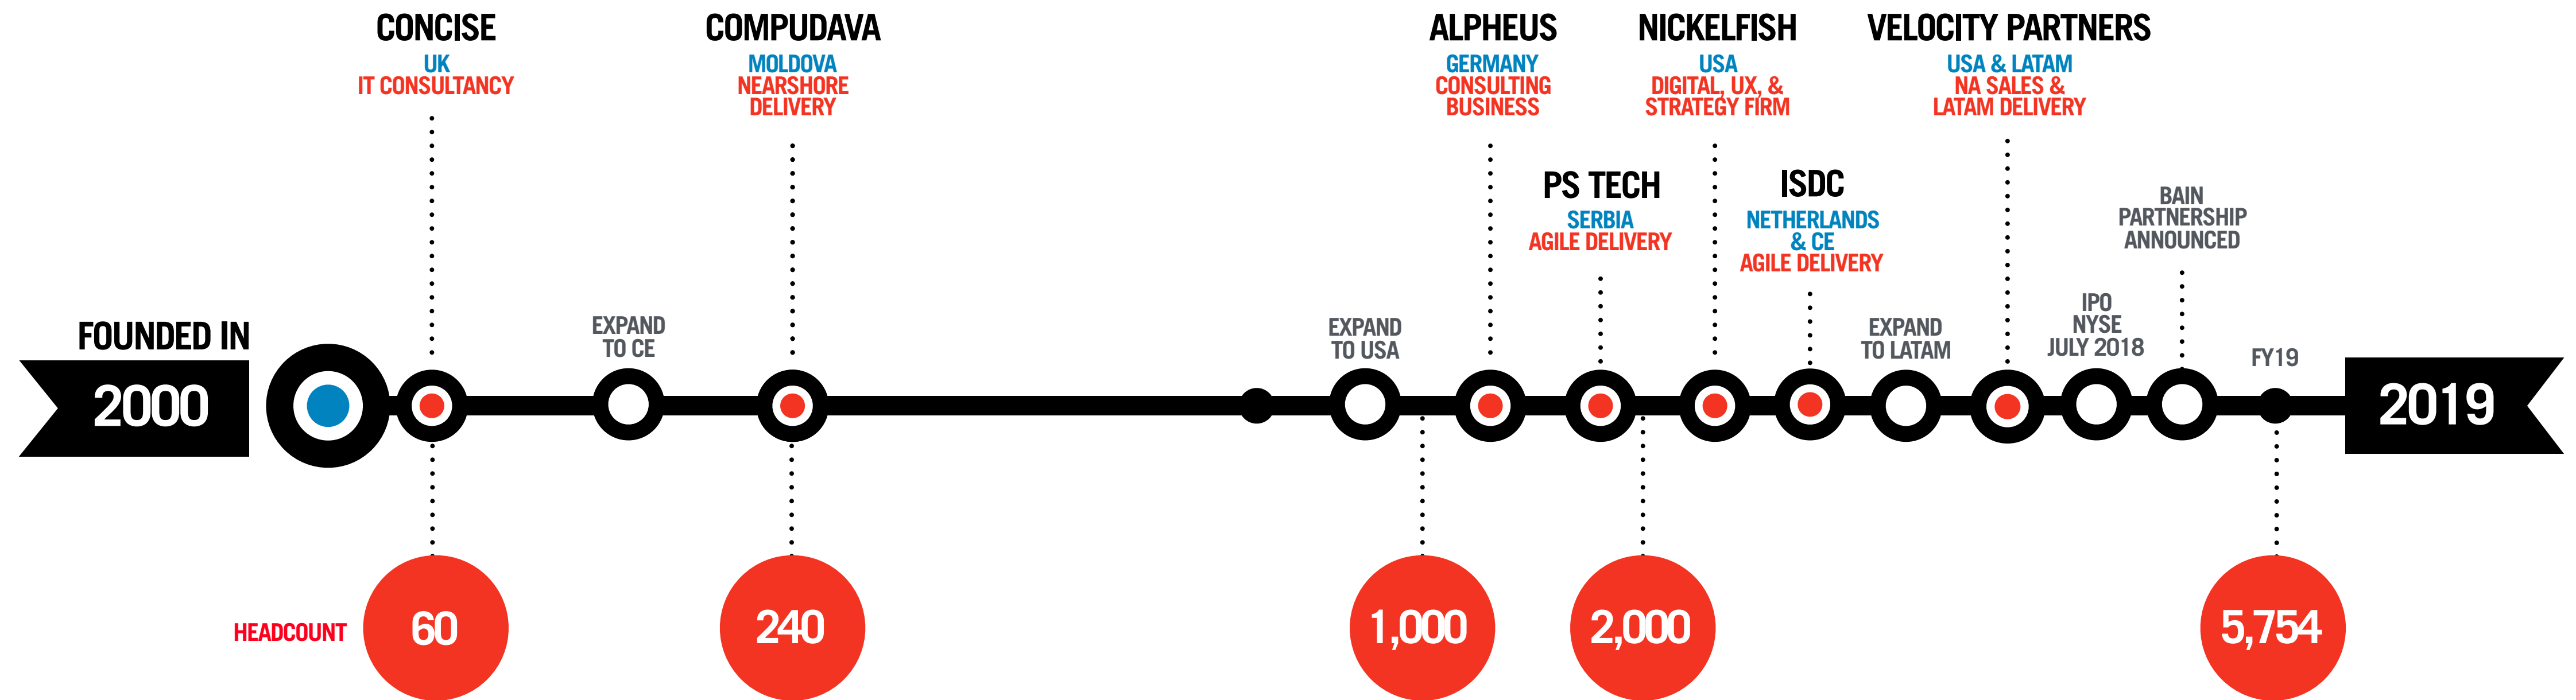 FOUNDED IN
2000
CONCISE
UK
IT CONSULTANCY
EXPAND
TO CE
COMPUDAVA
MOLDOVA
NEARSHORE
DELIVERY
EXPAND
TO USA
ALPHEUS
GERMANY
CONSULTING
BUSINESS
PS TECH
SERBIA
AGILE DELIVERY
NICKELFISH
USA
DIGITAL, UX, &
STRATEGY FIRM
ISDC
NETHERLANDS
& CE
AGILE DELIVERY
EXPAND
TO LATAM
VELOCITY PARTNERS
USA & LATAM
NA SALES &
LATAM DELIVERY
IPO
NYSE
JULY 2018
BAIN
PARTNERSHIP
ANNOUNCED
FY19
2019
HEADCOUNT
60
240
1,000
2,000
5,754